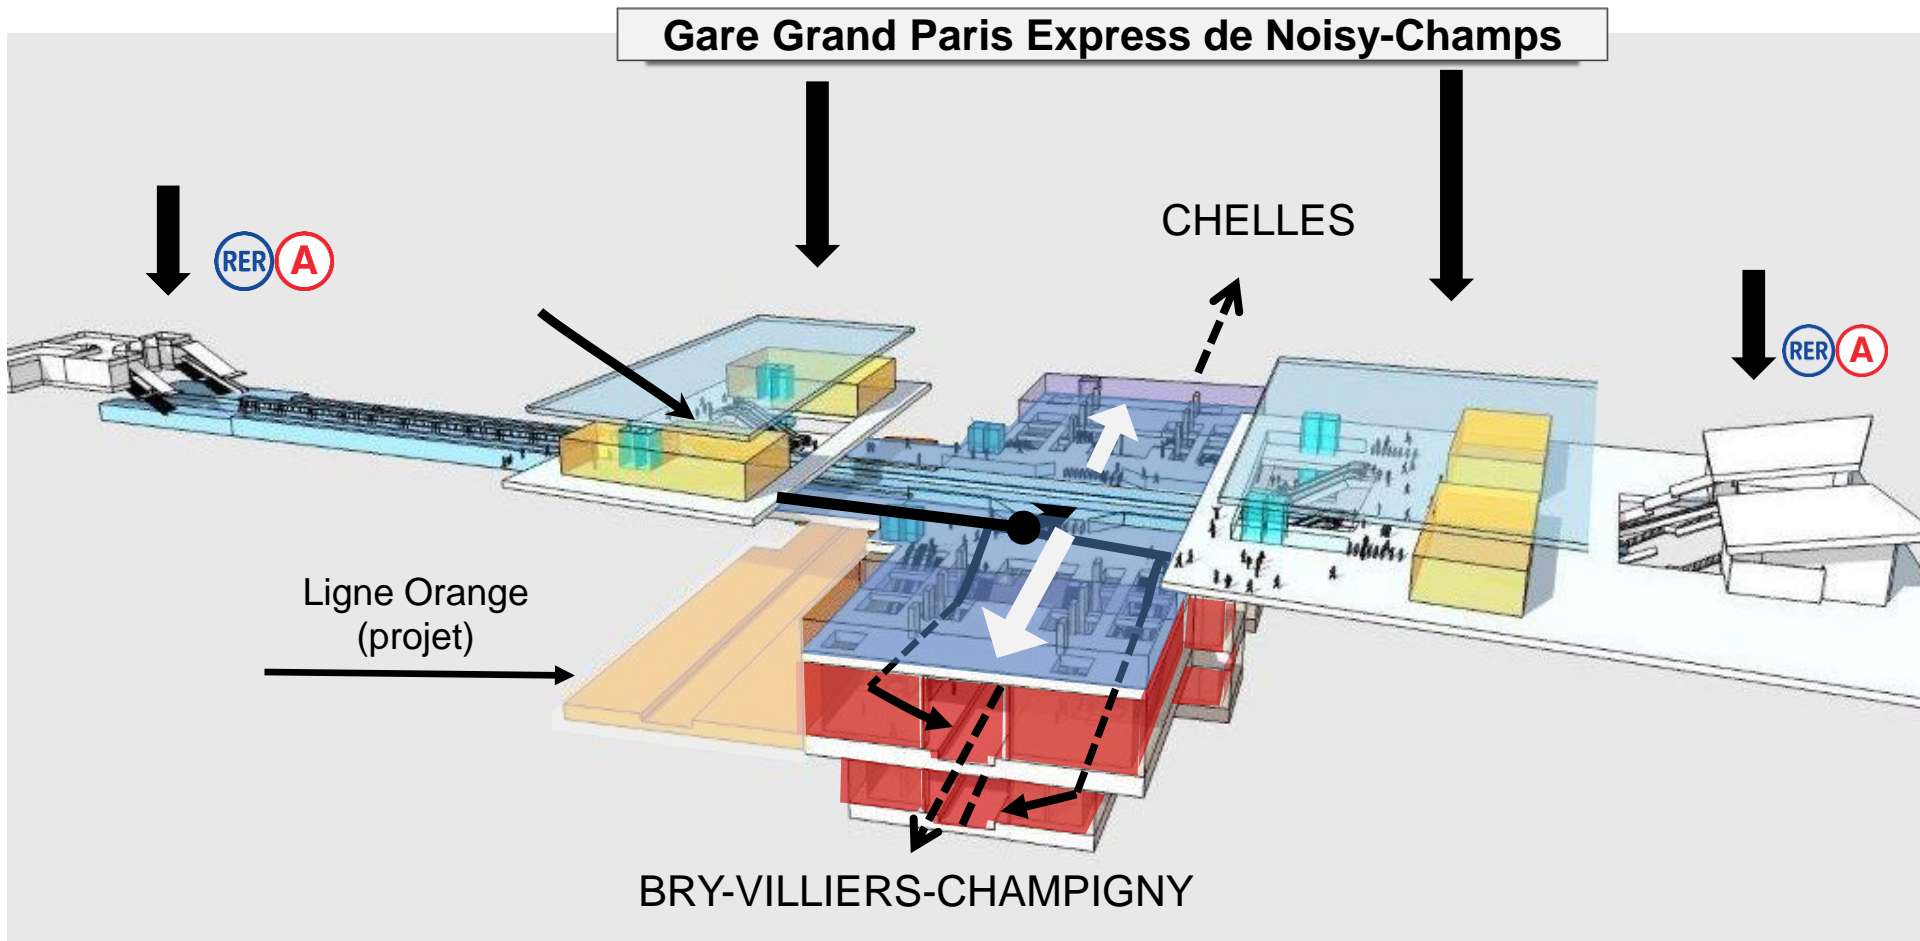 Gare Grand Paris Express de Noisy-Champs
CHELLES
RER A
RER A
Ligne Orange
(projet)
BRY-VILLIERS-CHAMPIGNY